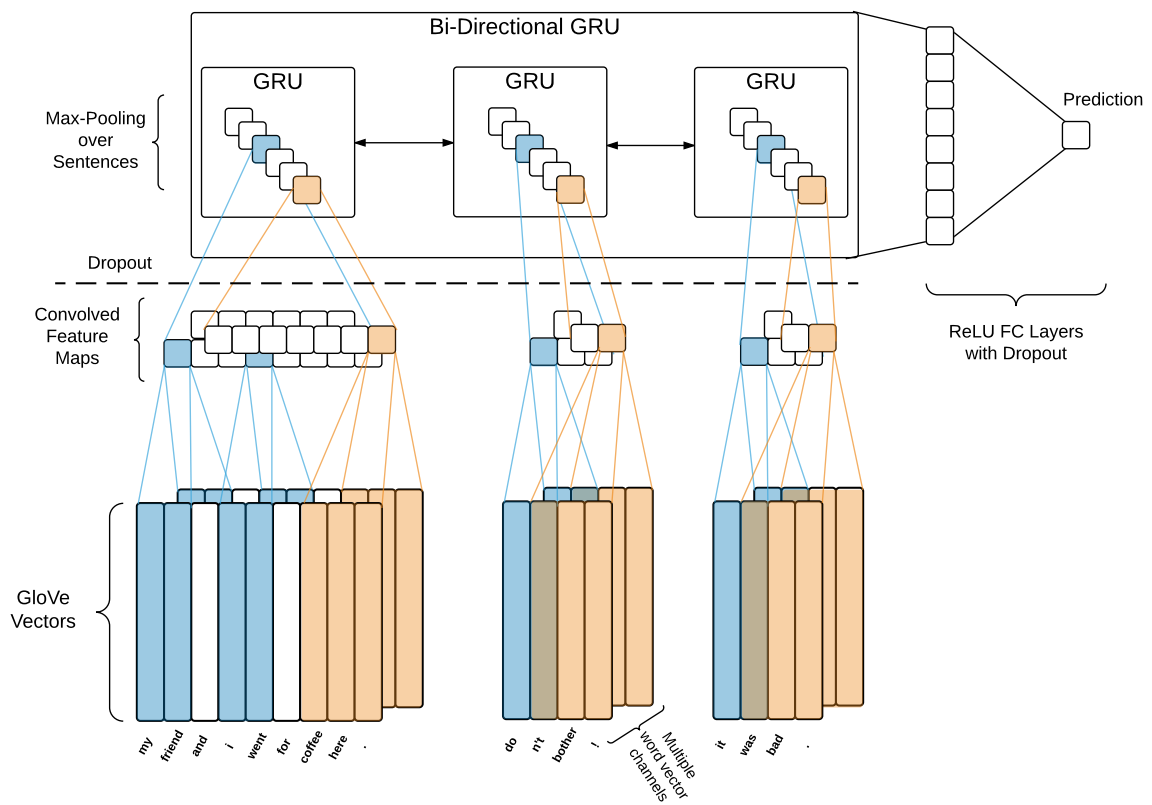 Bi-Directional GRU
GRU
GRU
GRU
Max-Pooling
over
Sentences
Prediction
Dropout
Convolved
Feature
Maps
ReLU FC Layers
with Dropout
GloVe
Vectors
my
friend
and
i
went
for
coffee
here
.
do
n't
bother
!
Multiple
word vector
channels
it
was
bad
.